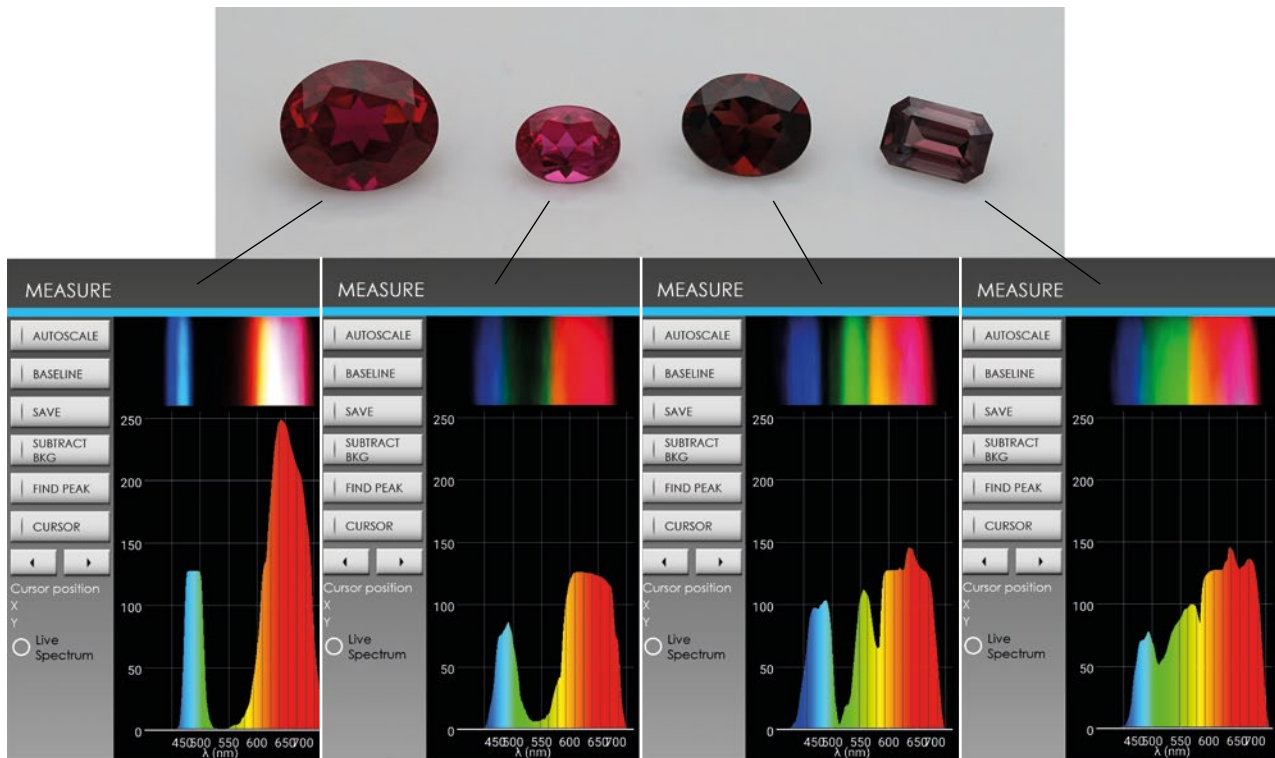 MEASURE
AUTOSCALE
BASELINE
SAVE
SUBTRACT
BKG
FIND PEAK
CURSOR
Cursor position
X
Y
Live
Spectrum
250
200
150
100
50
0
450500 550 600 650700
λ (nm)
MEASURE
AUTOSCALE
BASELINE
SAVE
SUBTRACT
BKG
FIND PEAK
CURSOR
Cursor position
X
Y
Live
Spectrum
250
200
150
100
50
0
450500 550 600 650700
λ (nm)
MEASURE
AUTOSCALE
BASELINE
SAVE
SUBTRACT
BKG
FIND PEAK
CURSOR
Cursor position
X
Y
Live
Spectrum
250
200
150
100
50
0
450500 550 600 650700
λ (nm)
MEASURE
AUTOSCALE
BASELINE
SAVE
SUBTRACT
BKG
FIND PEAK
CURSOR
Cursor position
X
Y
Live
Spectrum
250
200
150
100
50
0
450500 550 600 650700
λ (nm)